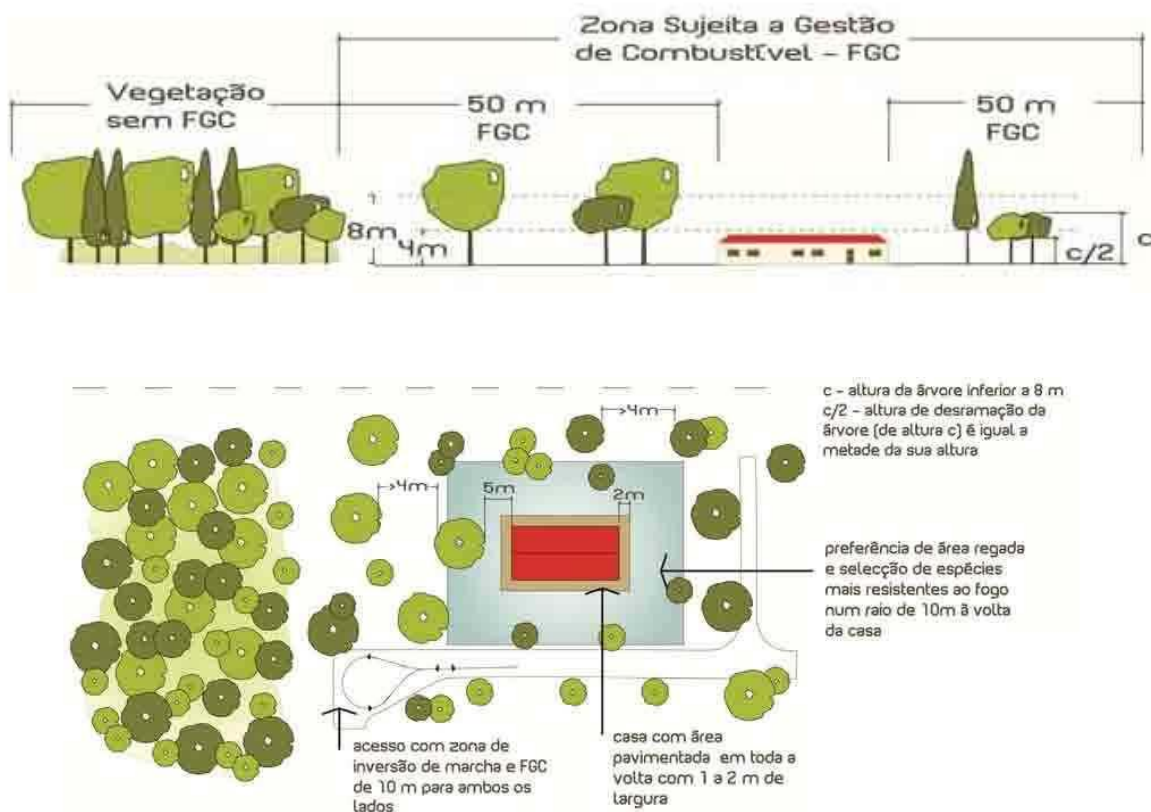 Zona Sujeita a Gestão
de Combustível – FGC
Vegetação
sem FGC
50 m
FGC
50 m
FGC
8m
4m
c/2
c
c – altura da árvore inferior a 8 m
c/2 – altura de desramação da
árvore (de altura c) é igual a
metade da sua altura
>4m
>4m
5m
2m
preferência de área regada
e selecção de espécies
mais resistentes ao fogo
num raio de 10m à volta
da casa
acesso com zona de
inversão de marcha e FGC
de 10 m para ambos os
lados
casa com área
pavimentada em toda a
volta com 1 a 2 m de
largura